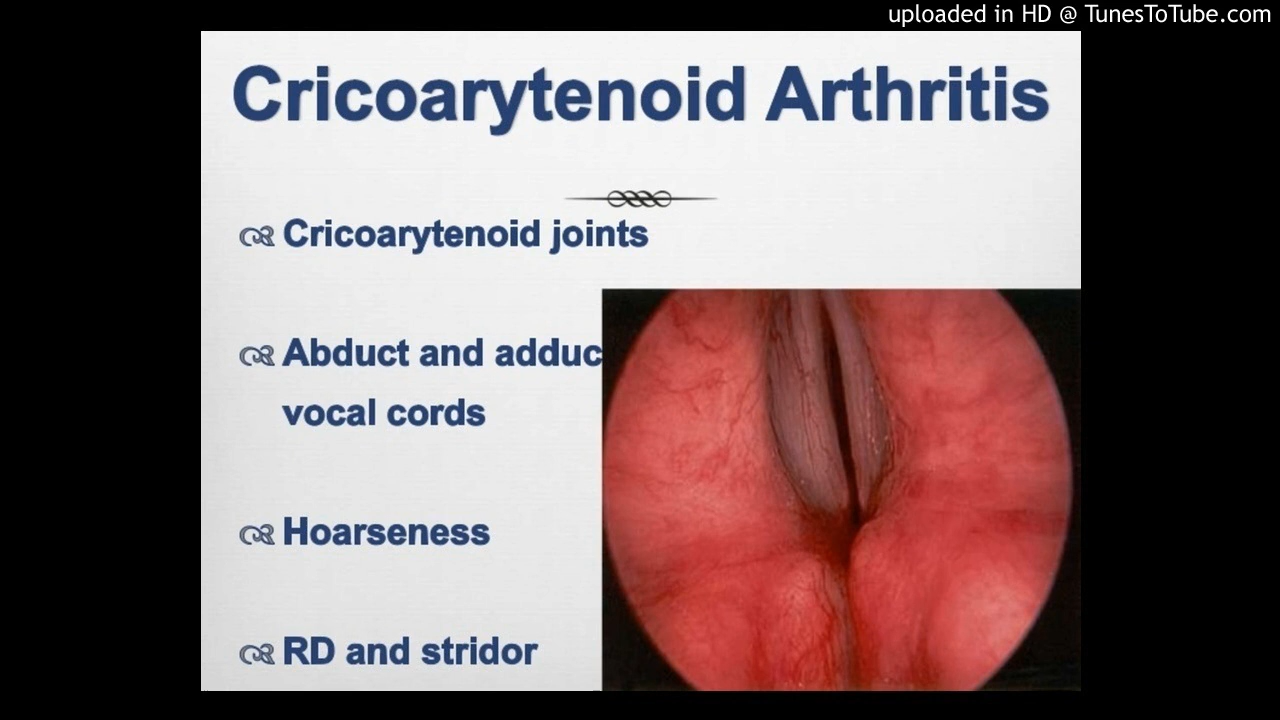 uploaded in HD @ TunesToTube.com
Cricoarytenoid Arthritis
Cricoarytenoid joints
Abduct and adduc
vocal cords
Hoarseness
RD and stridor